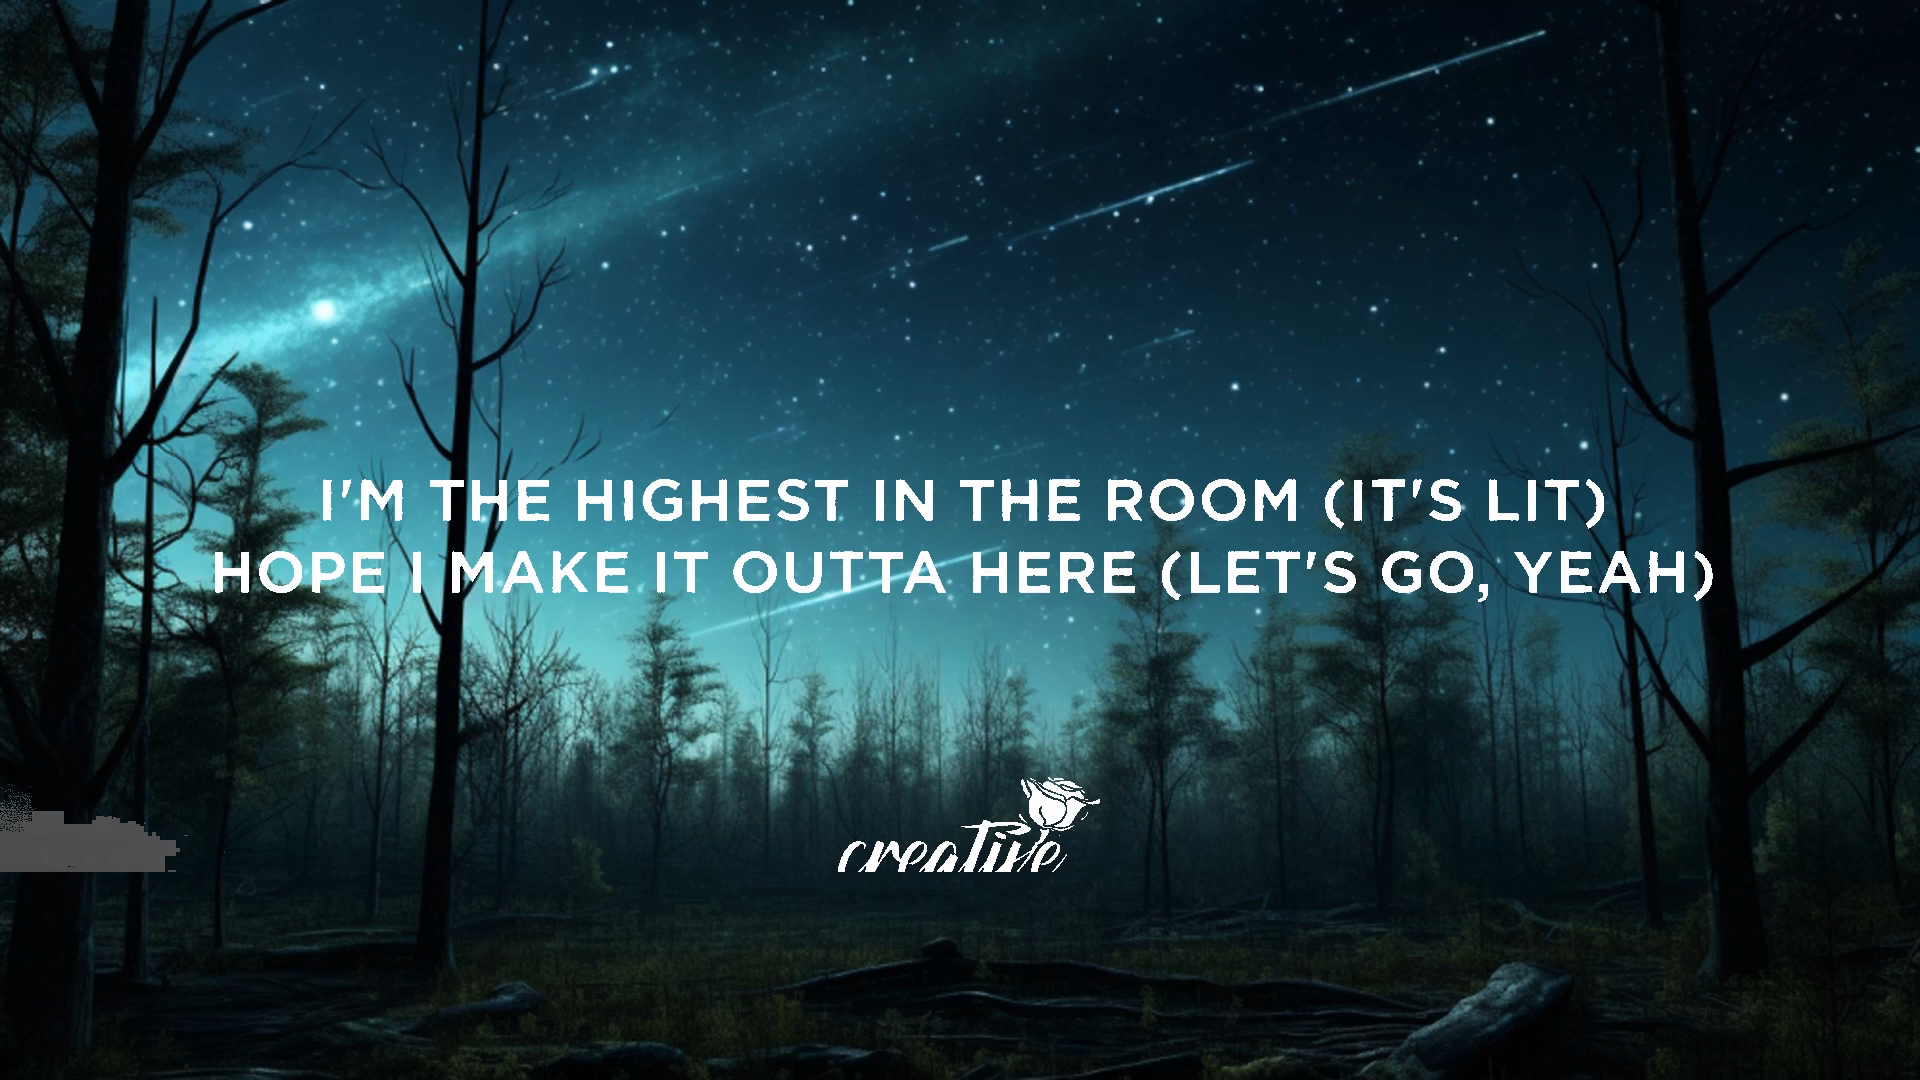 I'M THE HIGHEST IN THE ROOM (IT'S LIT)
HOPE I MAKE IT OUTTA HERE (LET'S GO, YEAH)
creative